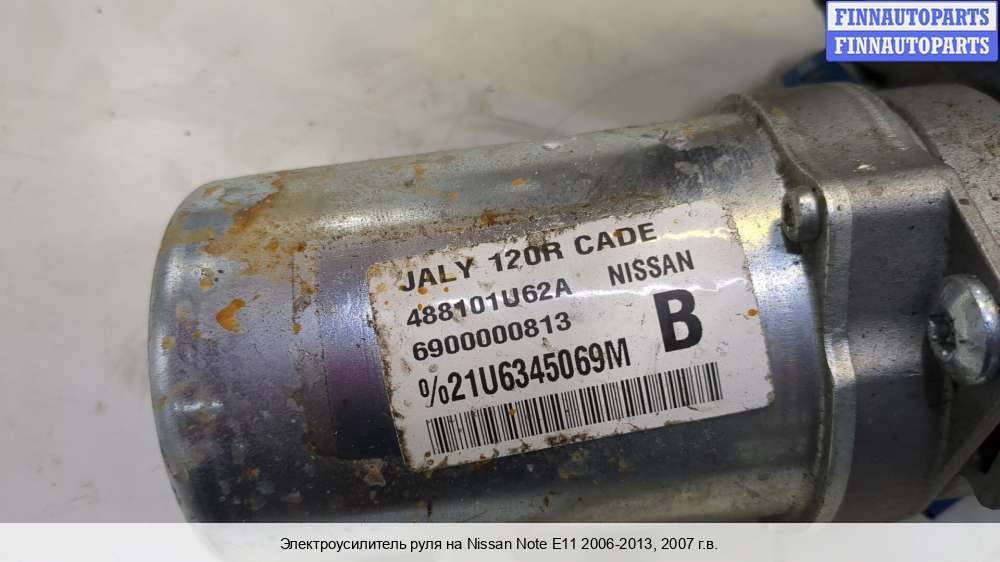 FINNAUTOPARTS
FINNAUTOPARTS
JALY 120R CADE
488101U62A NISSAN
6900000813
B
%21U6345069M
Электроусилитель руля на Nissan Note E11 2006-2013, 2007 г.в.